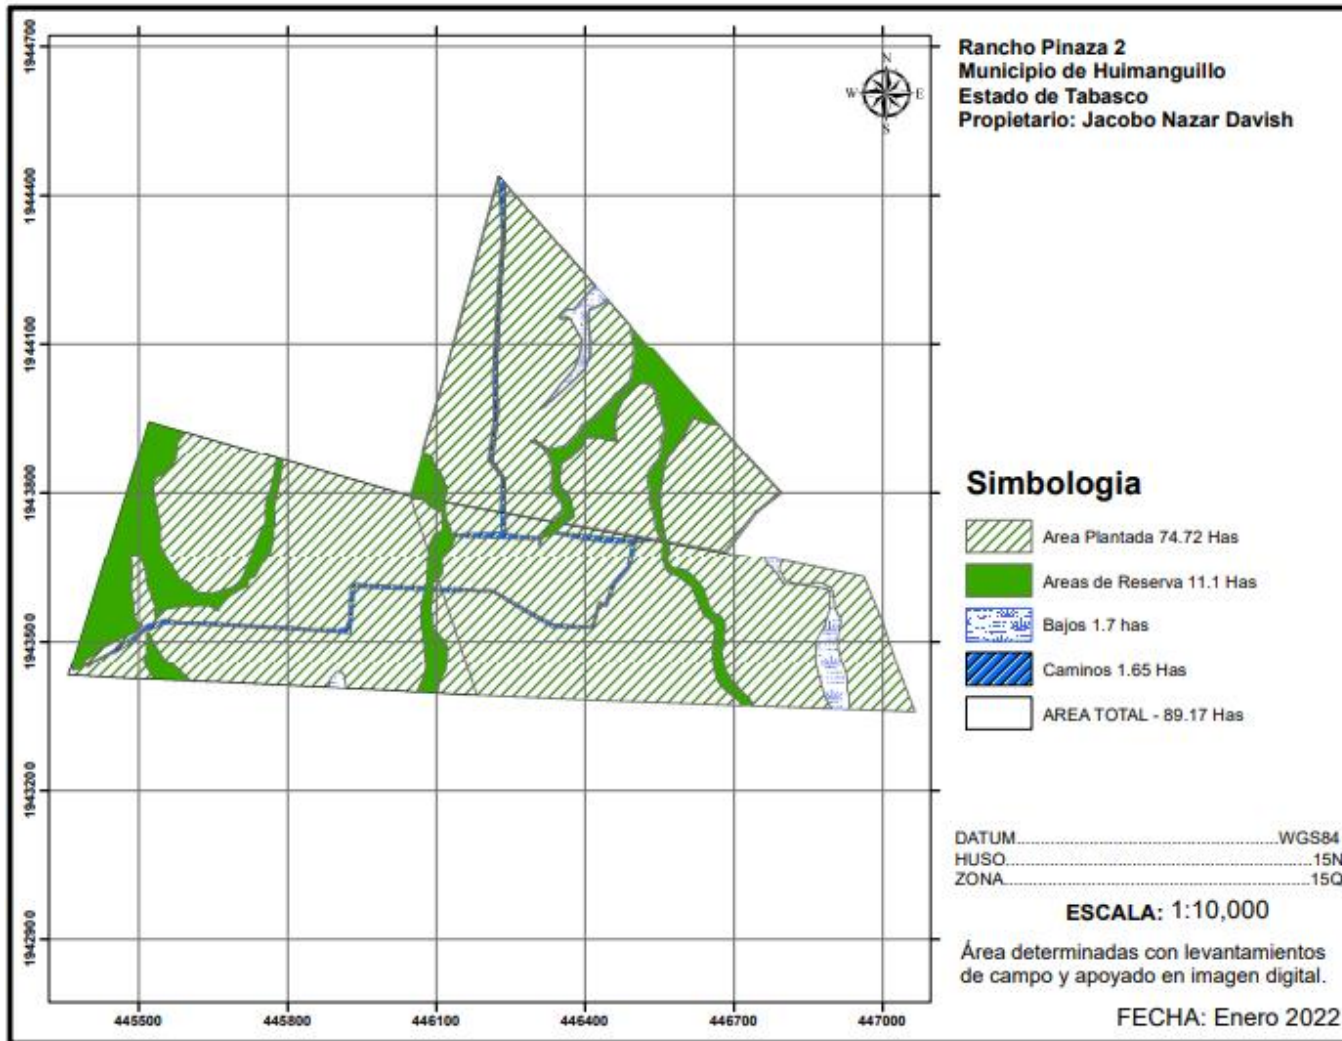 Rancho Pinaza 2
Municipio de Huimanguillo
Estado de Tabasco
Propietario: Jacobo Nazar Davish
N
W E
S
1944700
1944400
1944100
1943800
1943500
1943200
1942900
445500 445800 446100 446400 446700 447000
Simbologia
Area Plantada 74.72 Has
Areas de Reserva 11.1 Has
Bajos 1.7 has
Caminos 1.65 Has
AREA TOTAL - 89.17 Has
DATUM..........WGS84
HUSO..........15N
ZONA..........15Q
ESCALA: 1:10,000
Área determinadas con levantamientos
de campo y apoyado en imagen digital.
FECHA: Enero 2022